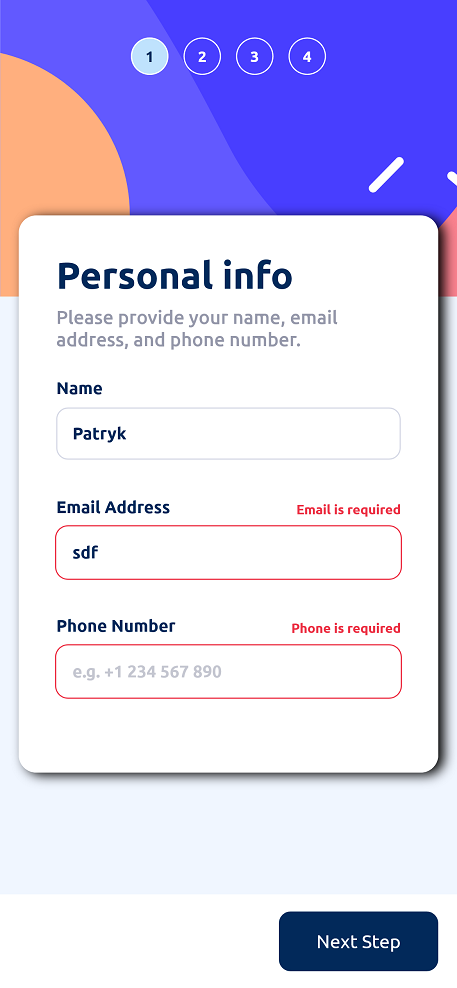 1 2 3 4
Personal info
Please provide your name, email
address, and phone number.
Name
Patryk
Email Address Email is required
sdf
Phone Number Phone is required
e.g. +1 234 567 890
Next Step